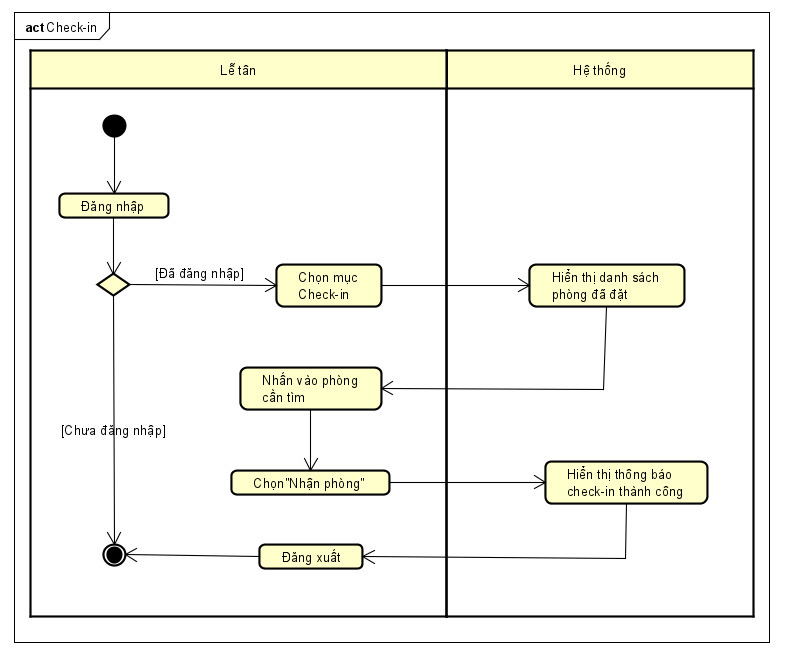 act Check-in
Lễ tân
Hệ thống
Đăng nhập
[Đã đăng nhập]
Chọn mục
Check-in
Hiển thị danh sách
phòng đã đặt
Nhấn vào phòng
cần tìm
[Chưa đăng nhập]
Chọn"Nhận phòng"
Hiển thị thông báo
check-in thành công
Đăng xuất